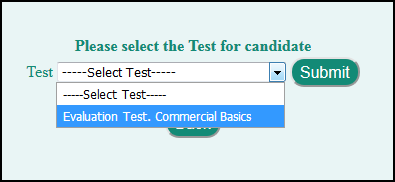 Please select the Test for candidate
Test -----Select Test----- Submit
-----Select Test-----
Evaluation Test. Commercial Basics